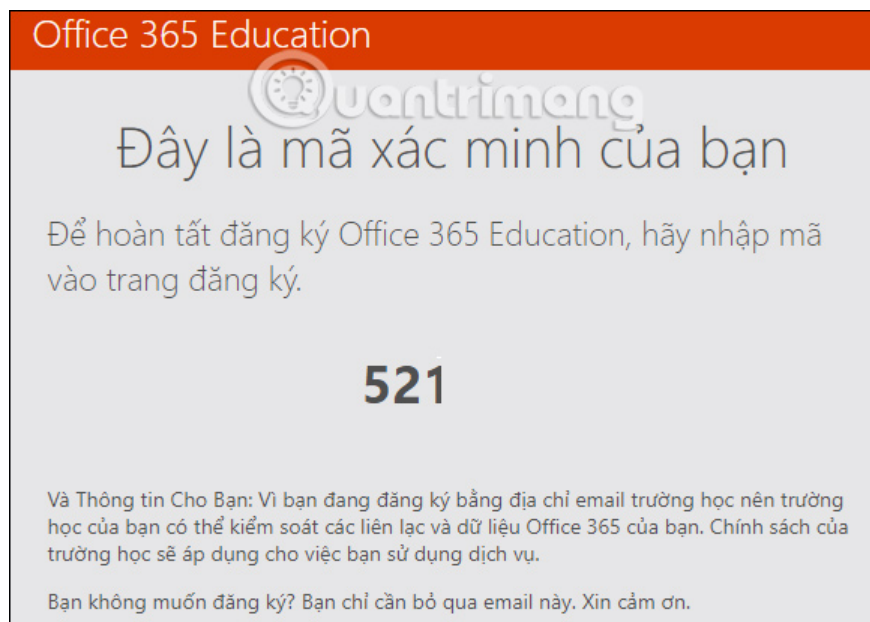 Office 365 Education
Quantrimang
Đây là mã xác minh của bạn
Để hoàn tất đăng ký Office 365 Education, hãy nhập mã
vào trang đăng ký.
521
Và Thông tin Cho Bạn: Vì bạn đang đăng ký bằng địa chỉ email trường học nên trường
học của bạn có thể kiểm soát các liên lạc và dữ liệu Office 365 của bạn. Chính sách của
trường học sẽ áp dụng cho việc bạn sử dụng dịch vụ.
Bạn không muốn đăng ký? Bạn chỉ cần bỏ qua email này. Xin cảm ơn.